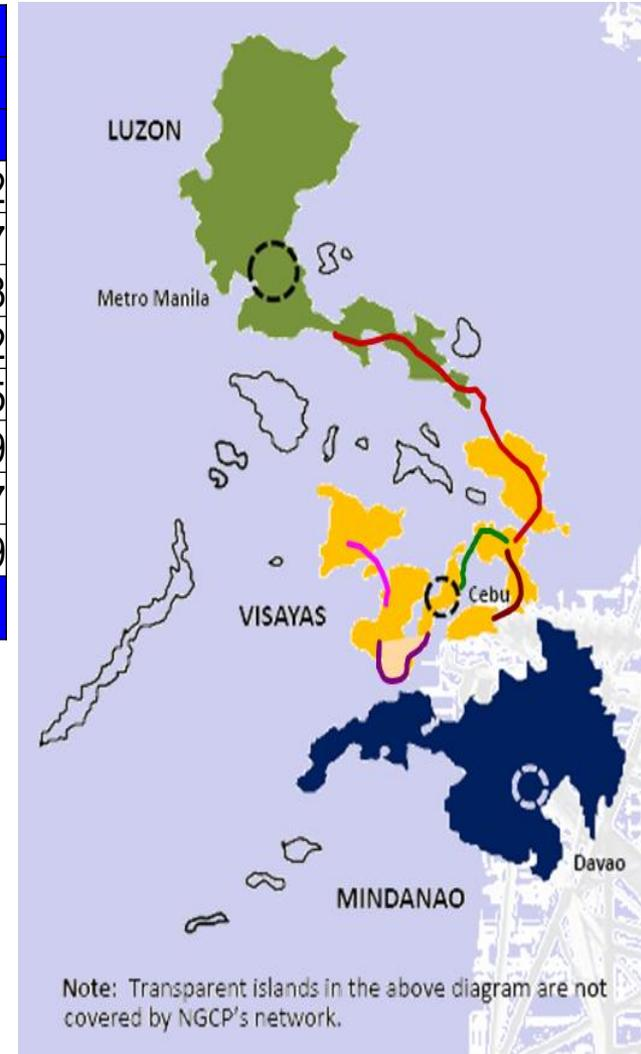 LUZON
Metro Manila
Cebu
VISAYAS
Davao
MINDANAO
Note: Transparent islands in the above diagram are not
covered by NGCP's network.